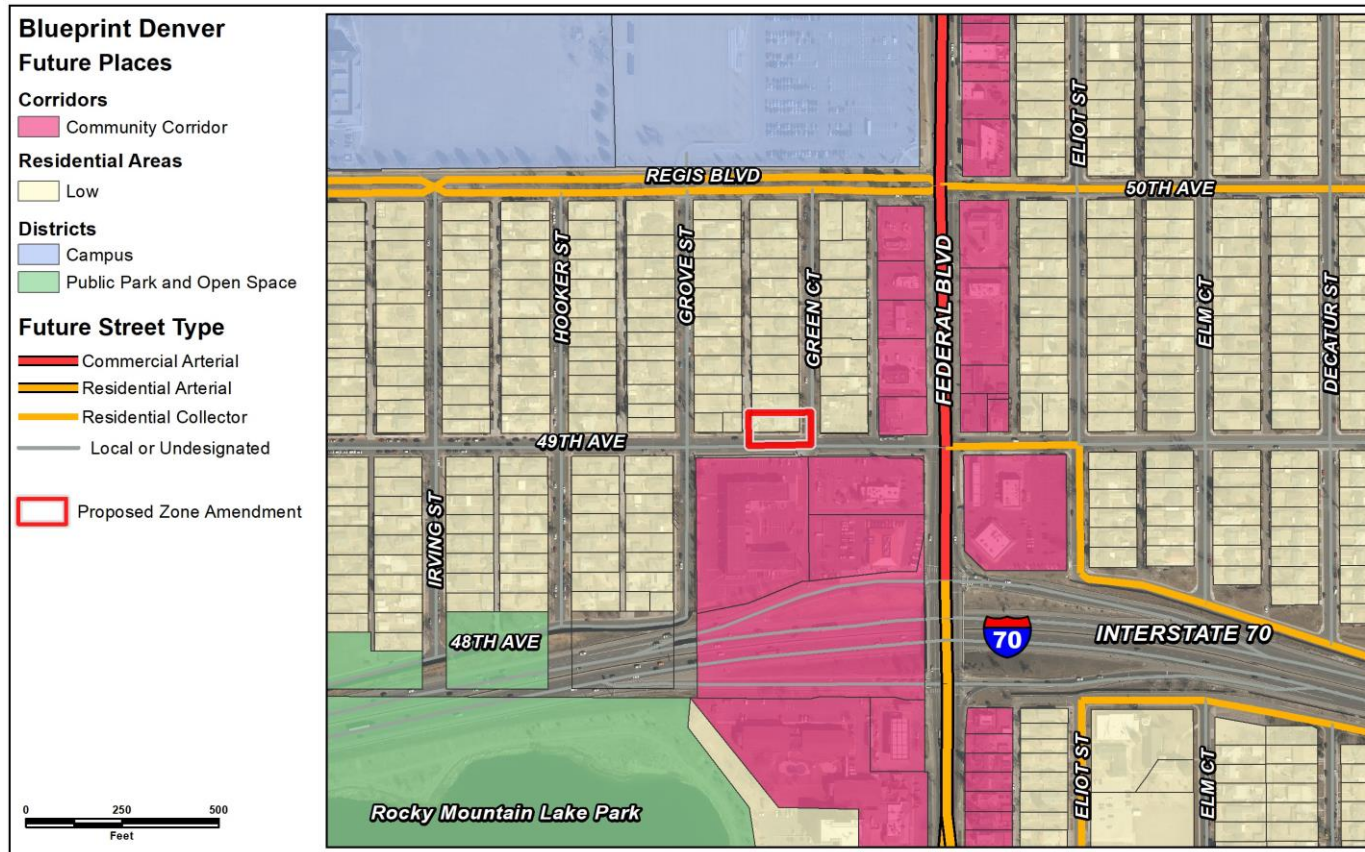 Blueprint Denver
Future Places
Corridors
Community Corridor
Residential Areas
Low
Districts
Campus
Public Park and Open Space
Future Street Type
Commercial Arterial
Residential Arterial
Residential Collector
Local or Undesignated
Proposed Zone Amendment
0 250 500
Feet
REGIS BLVD
50TH AVE
ELIOT ST
HOOKER ST
GROVE ST
GREEN CT
FEDERAL BLVD
ELM CT
DECATUR ST
49TH AVE
IRVING ST
48TH AVE
70
INTERSTATE 70
ELIOT ST
ELM CT
Rocky Mountain Lake Park